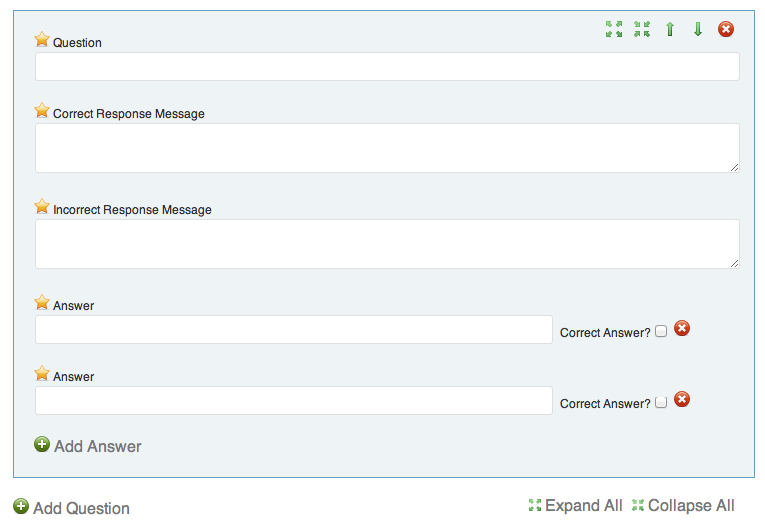 Question
Correct Response Message
Incorrect Response Message
Answer
Correct Answer?
Answer
Correct Answer?
Add Answer
Add Question
Expand All
Collapse All